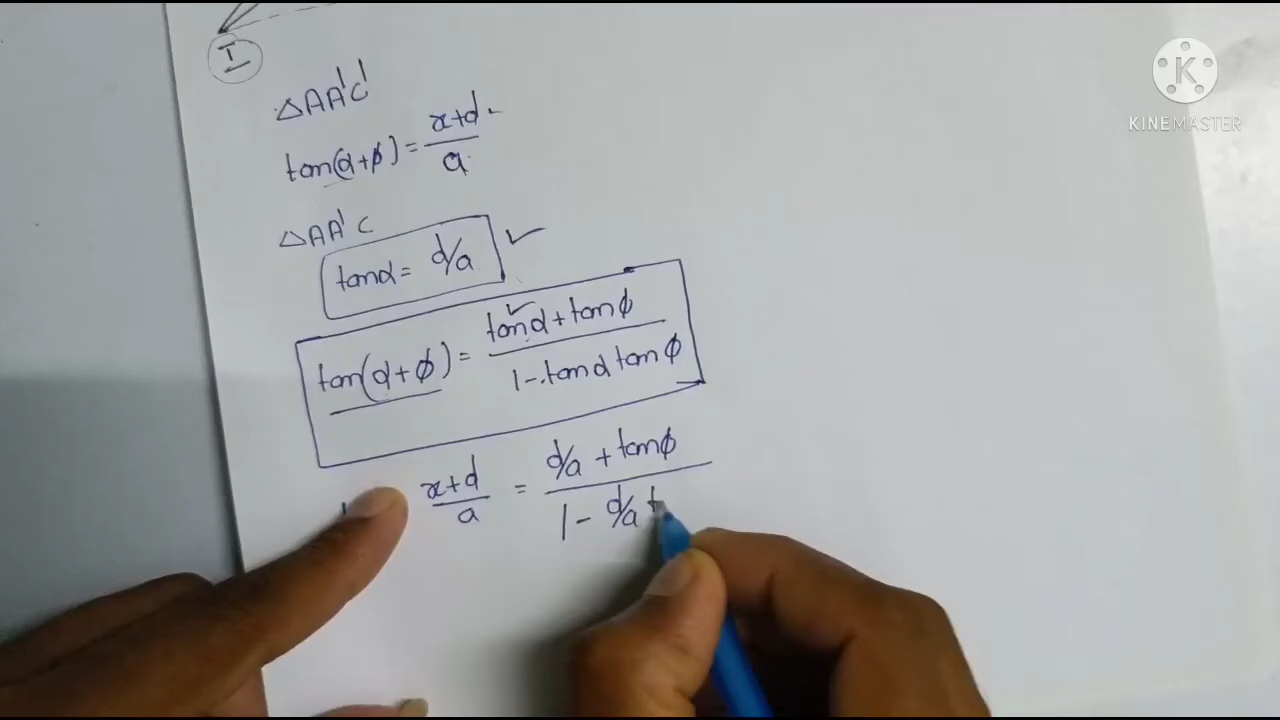 I
△AA'C'
tan(α+φ) = x+d/a
△AA'C
tanα = d/a ✓
tan(α+φ) = tanα + tanφ / 1 - tanα tanφ
x+d/a = d/a + tanφ / 1 - d/a t
KINEMASTER